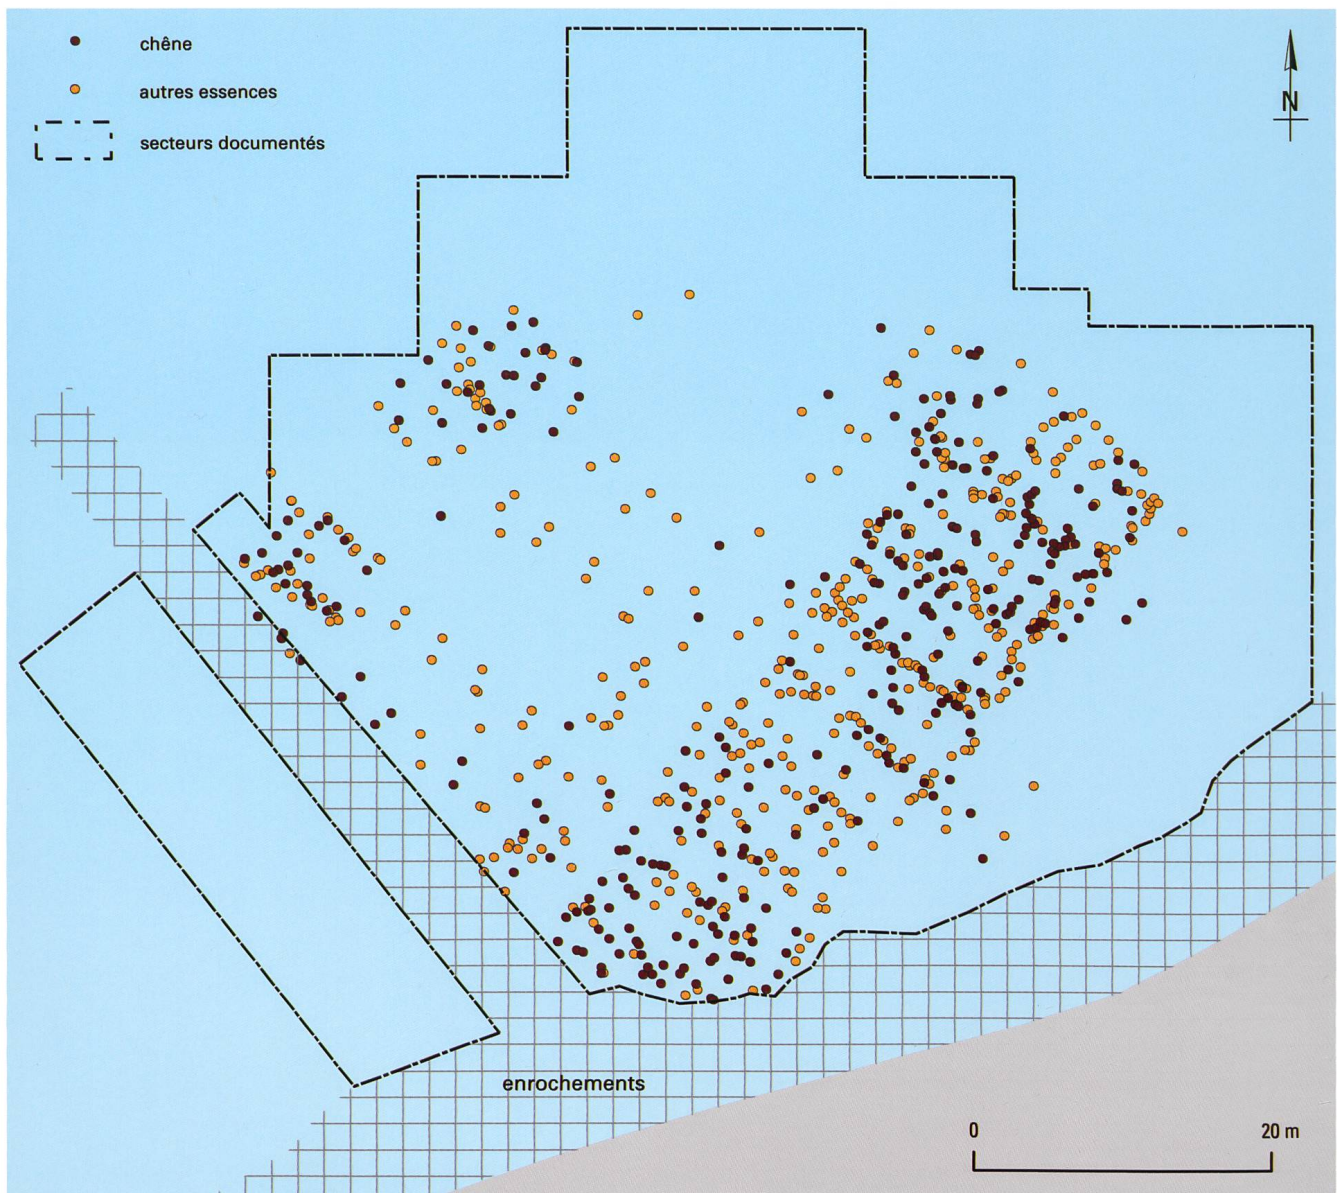 chêne
autres essences
secteurs documentés
N
enrochements
0 20 m